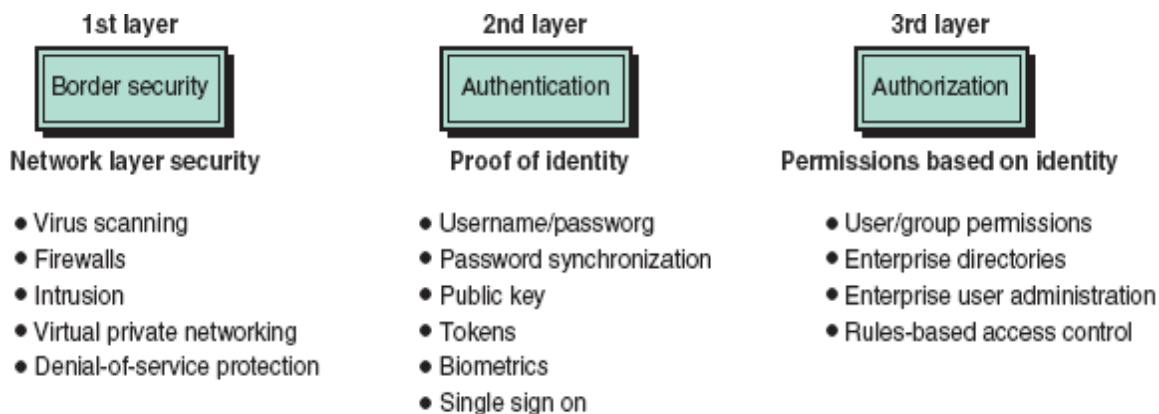 1st layer
Border security
Network layer security
● Virus scanning
● Firewalls
● Intrusion
● Virtual private networking
● Denial-of-service protection
2nd layer
Authentication
Proof of identity
● Username/passworg
● Password synchronization
● Public key
● Tokens
● Biometrics
● Single sign on
3rd layer
Authorization
Permissions based on identity
● User/group permissions
● Enterprise directories
● Enterprise user administration
● Rules-based access control